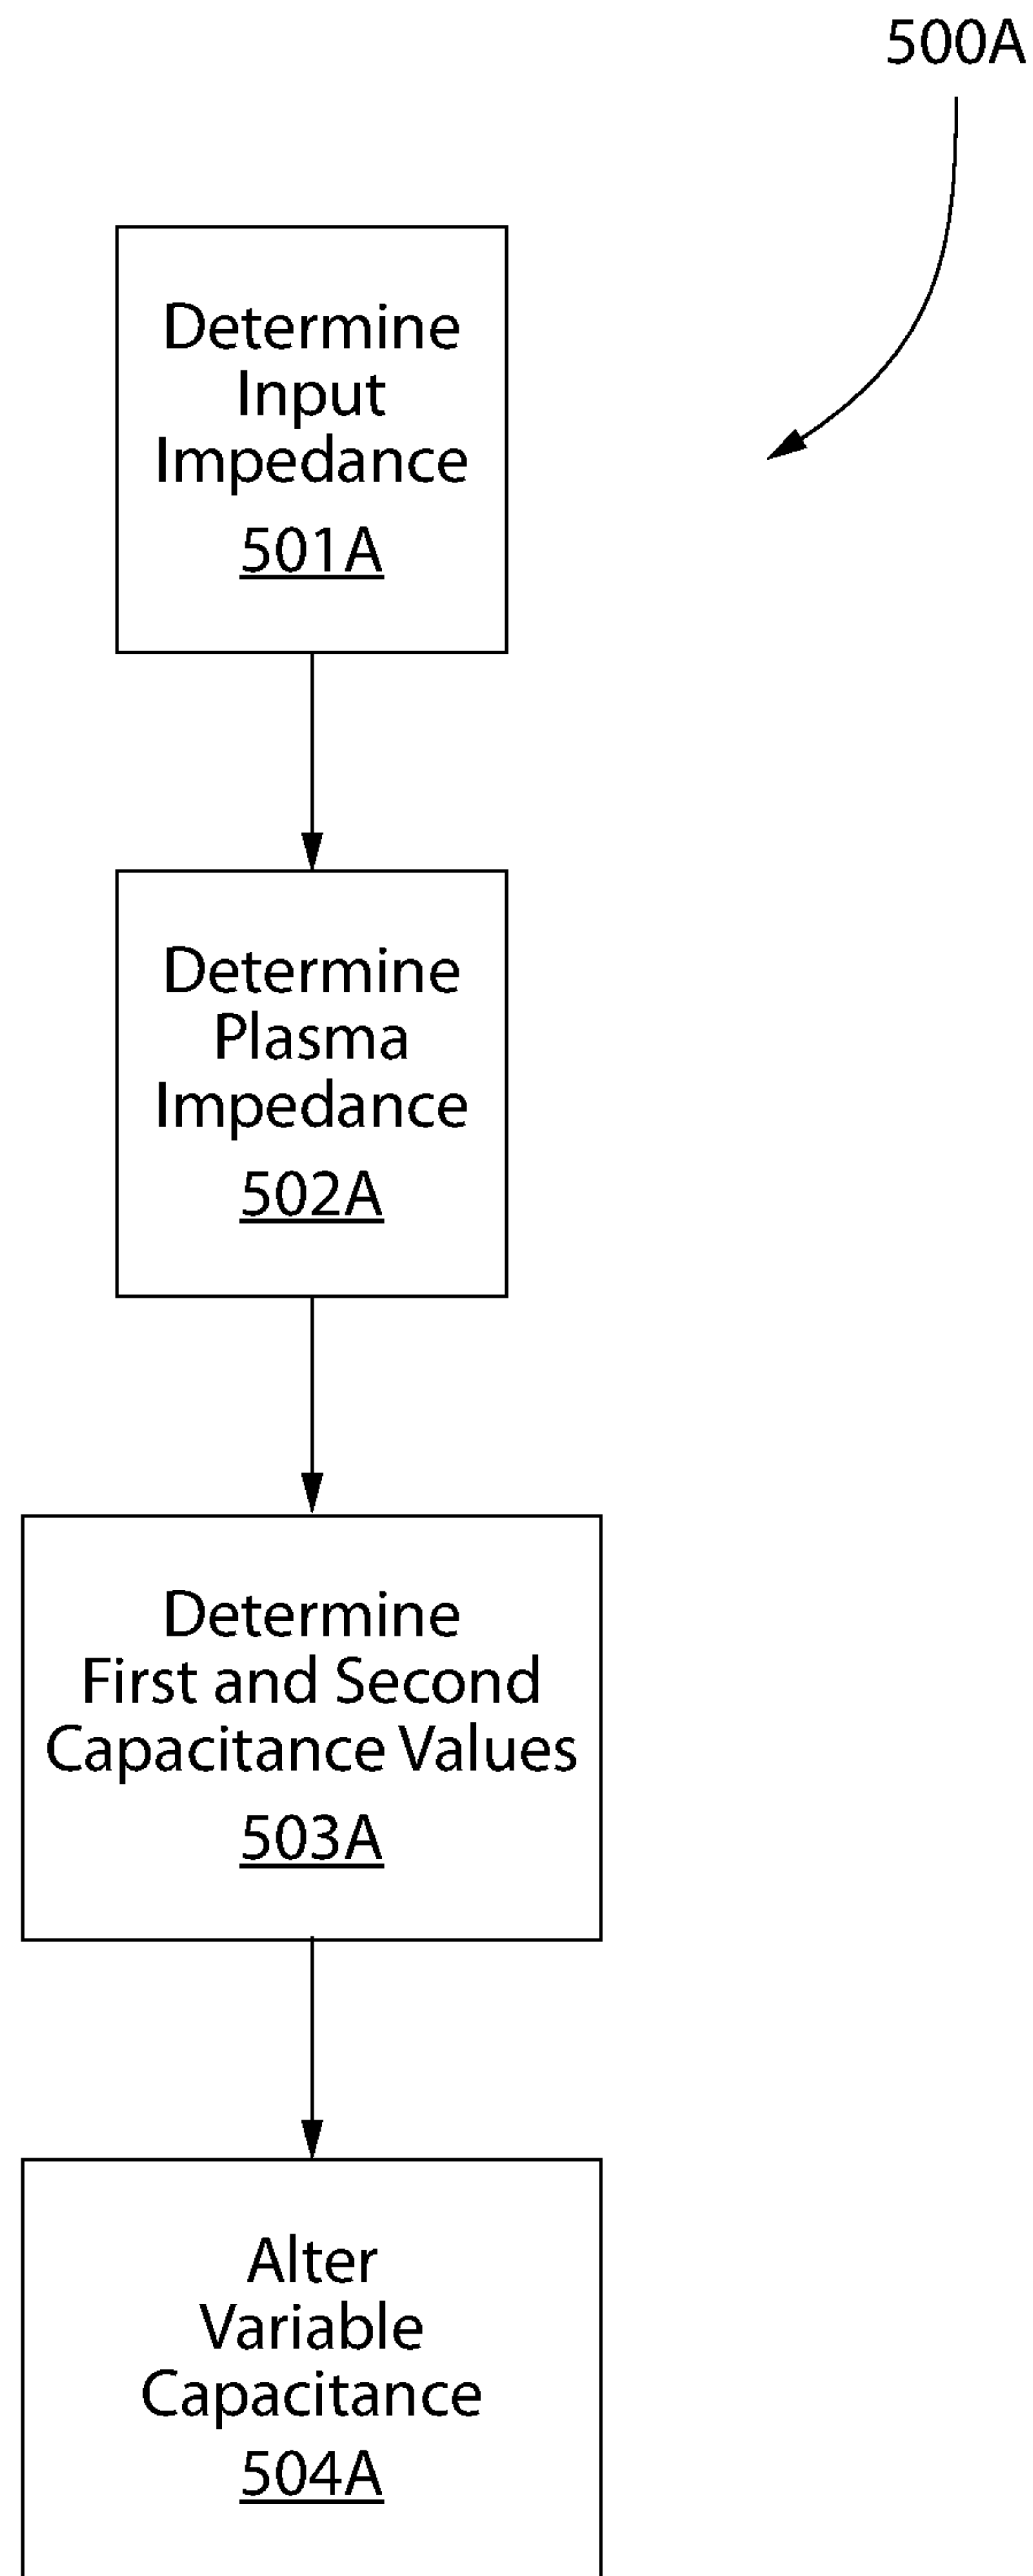 500A
Determine
Input
Impedance
501A
Determine
Plasma
Impedance
502A
Determine
First and Second
Capacitance Values
503A
Alter
Variable
Capacitance
504A